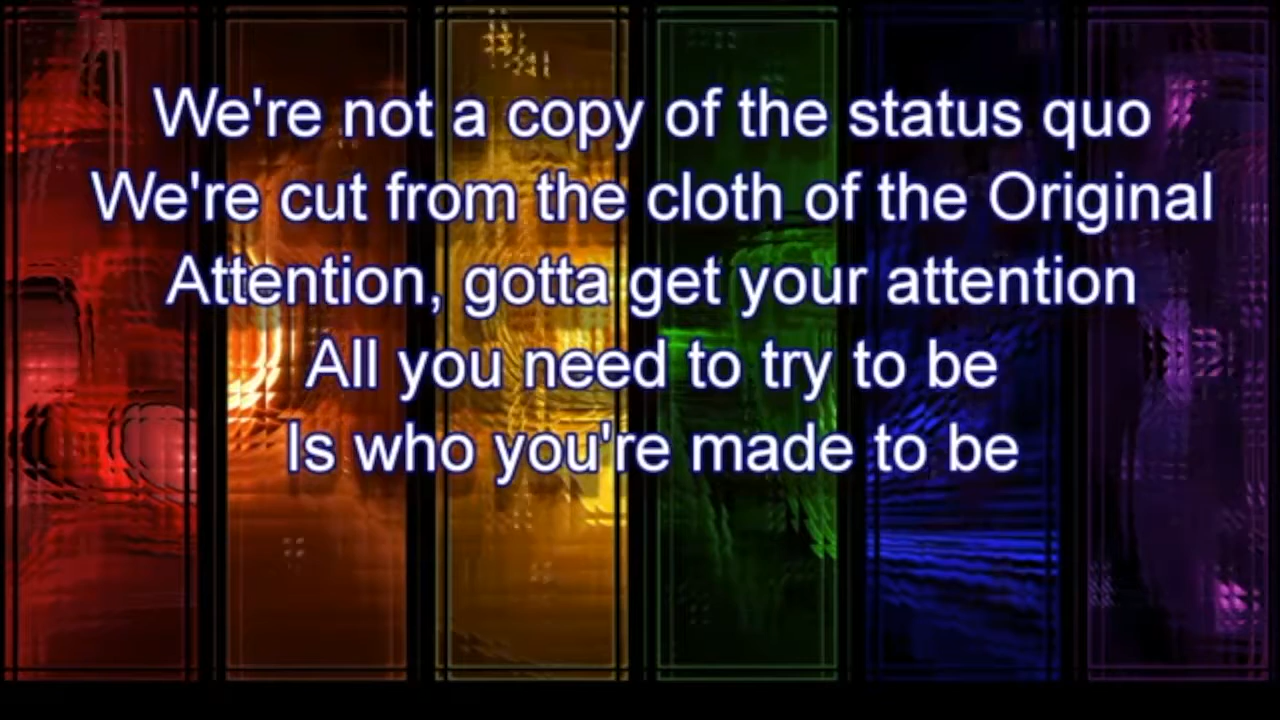 We're not a copy of the status quo
We're cut from the cloth of the Original
Attention, gotta get your attention
All you need to try to be
Is who you're made to be